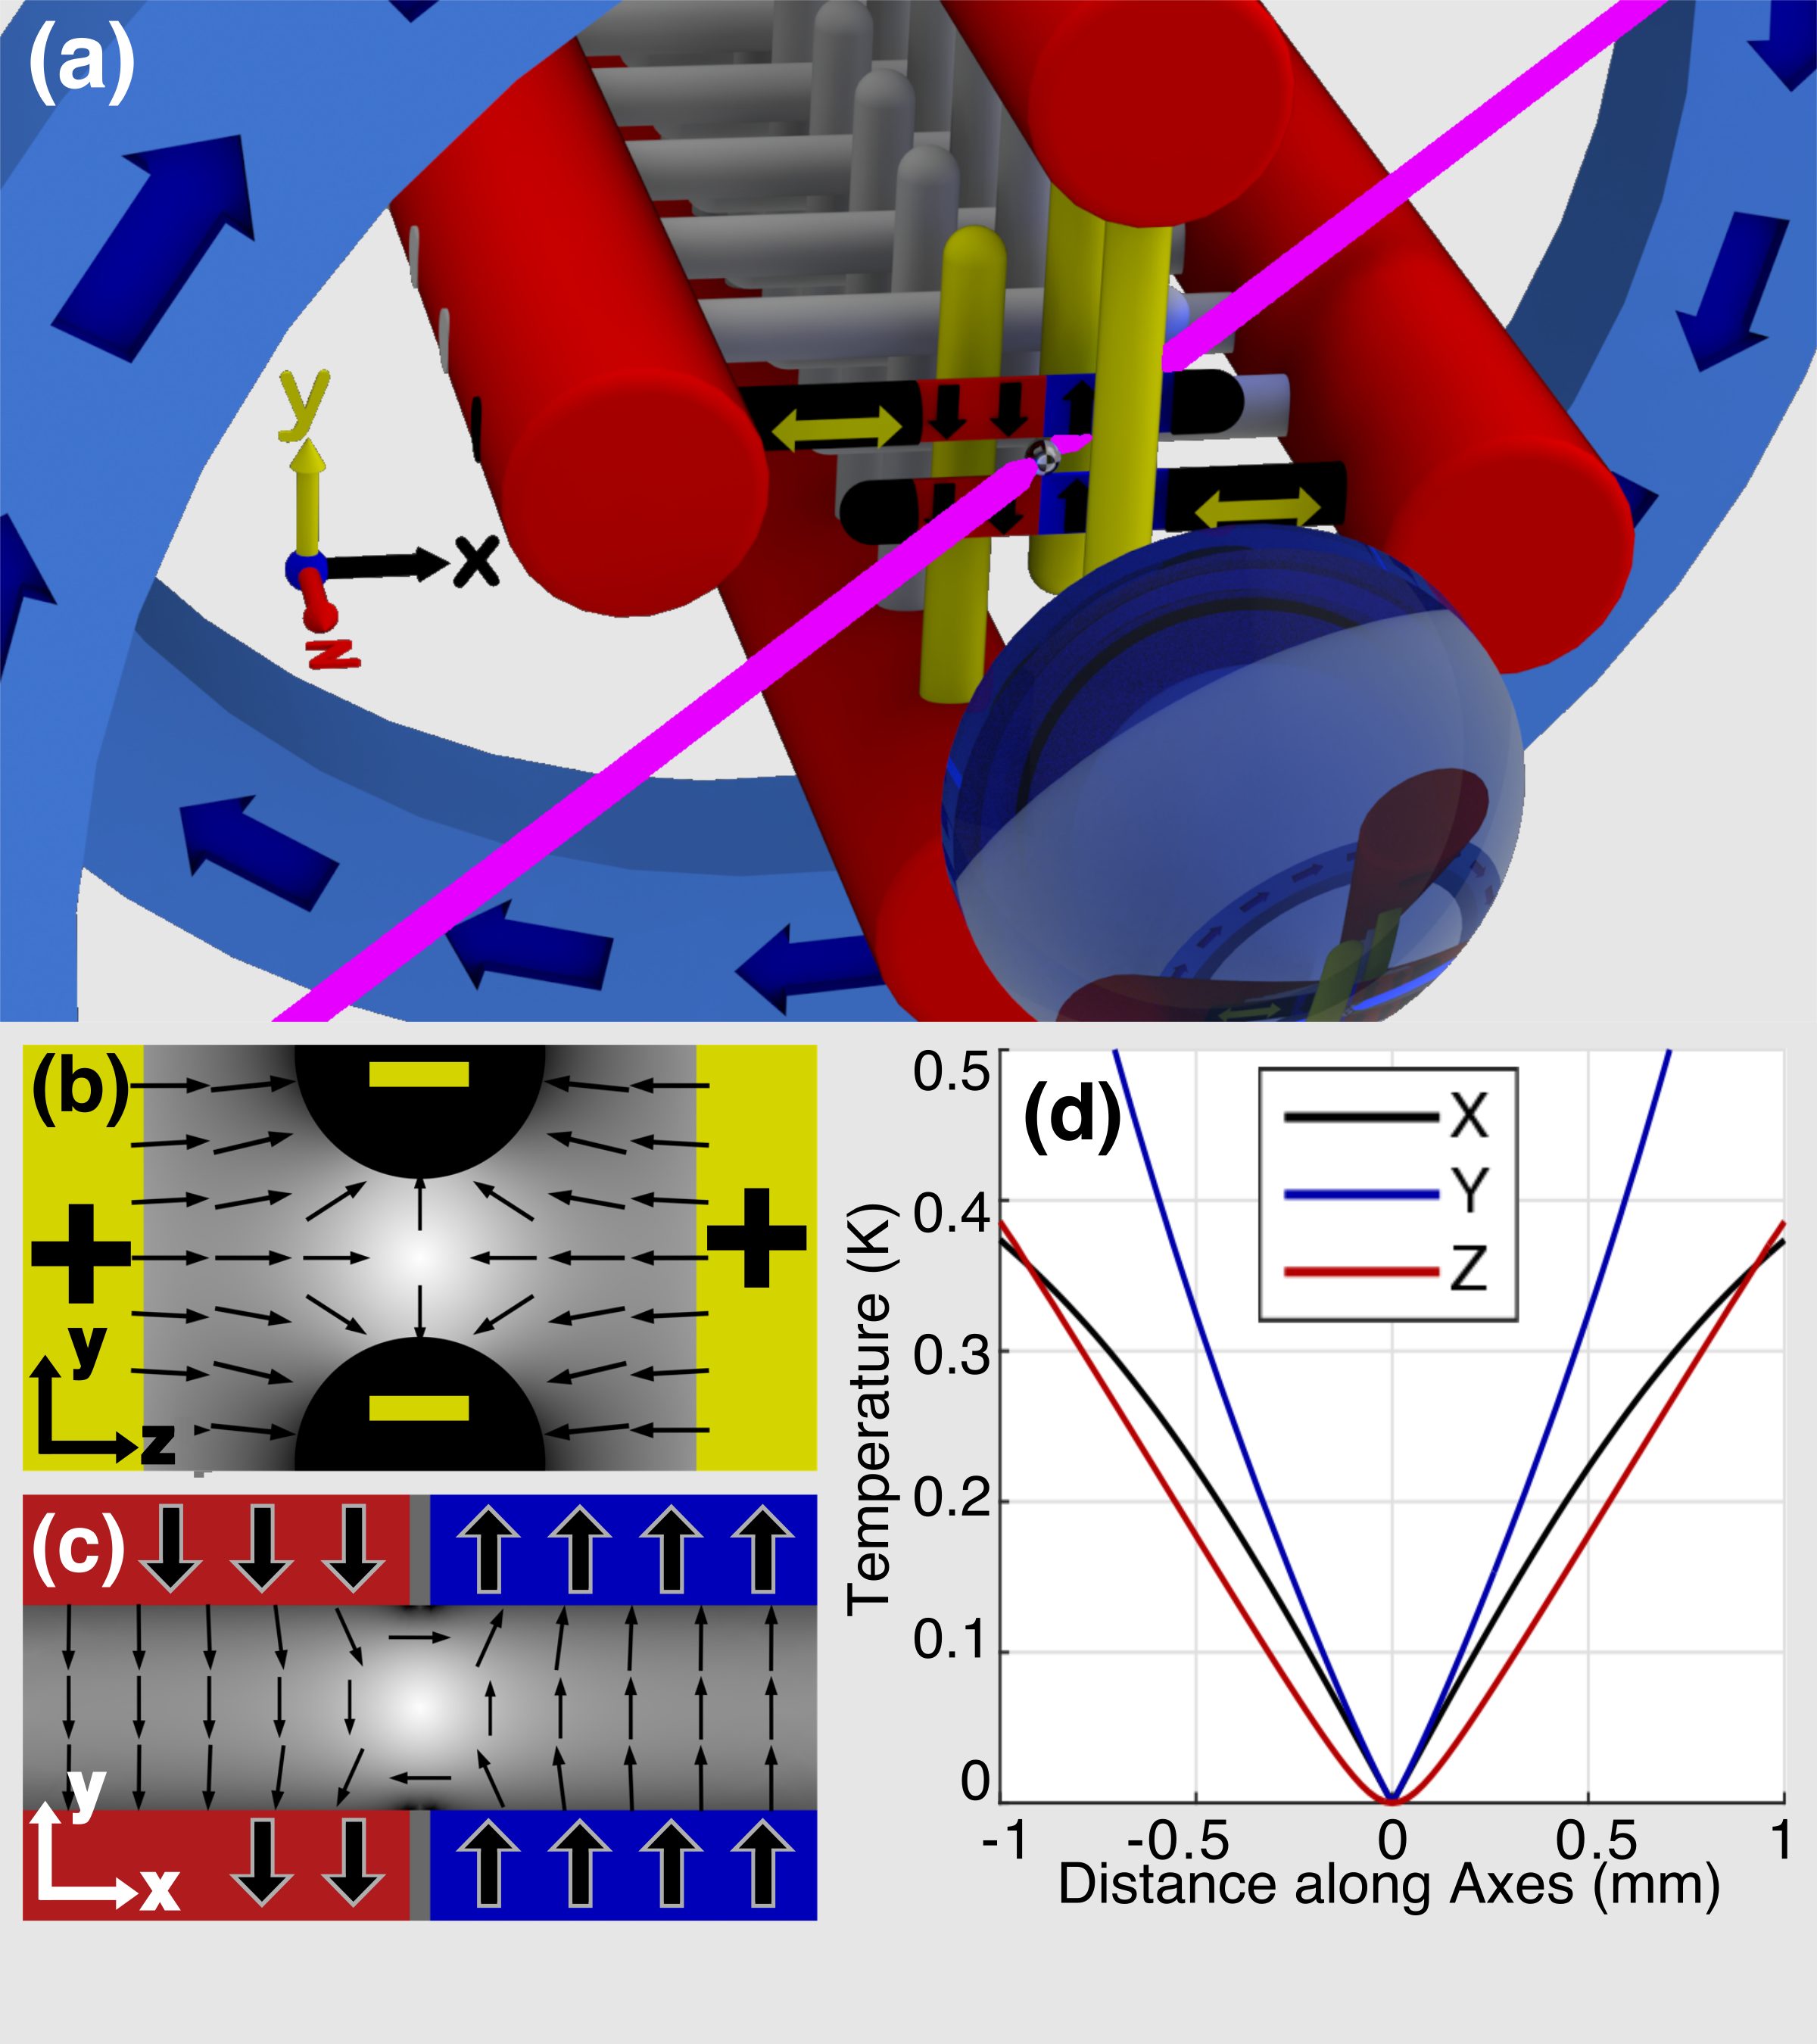 (a)
y
x
z
(b)
+
+
y
z
(c)
y
x
(d)
X
Y
Z
Temperature (K)
0.5
0.4
0.3
0.2
0.1
0
-1 -0.5 0 0.5 1
Distance along Axes (mm)